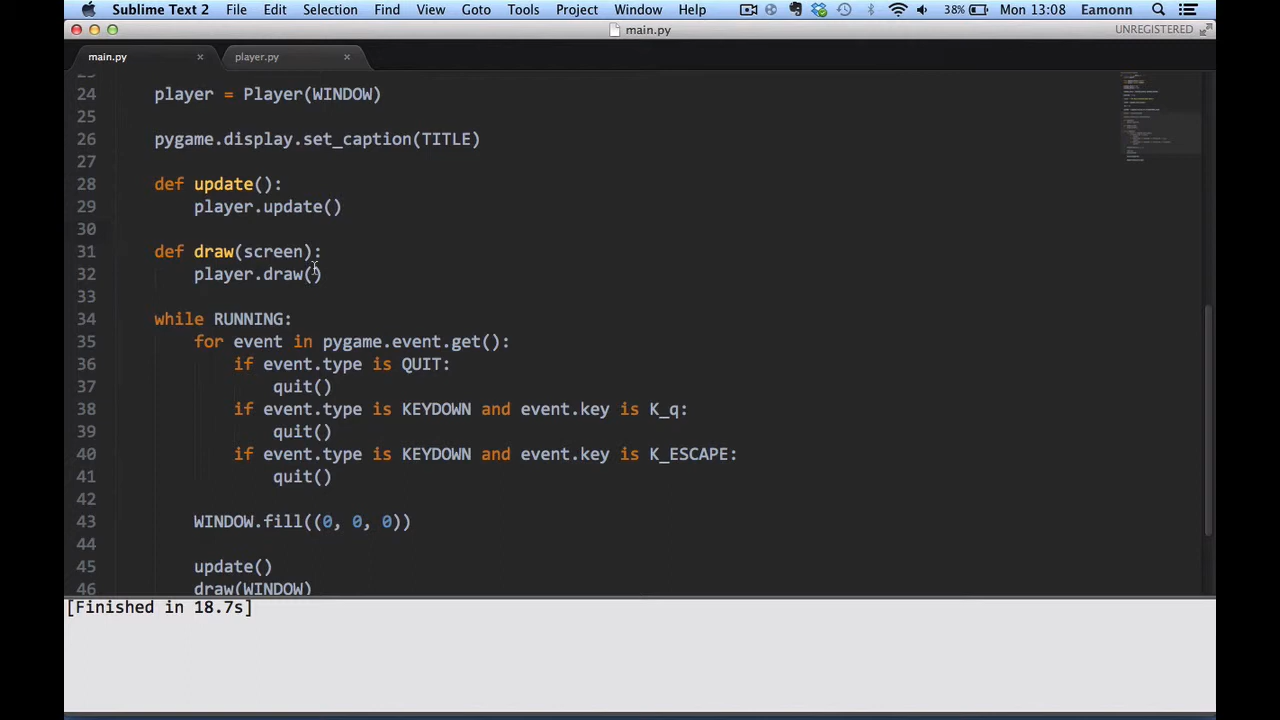 Sublime Text 2 File Edit Selection Find View Goto Tools Project Window Help 38% Mon 13:08 Eamonn
main.py UNREGISTERED
main.py × player.py ×
24 player = Player(WINDOW)
25
26 pygame.display.set_caption(TITLE)
27
28 def update():
29 player.update()
30
31 def draw(screen):
32 player.draw()
33
34 while RUNNING:
35 for event in pygame.event.get():
36 if event.type is QUIT:
37 quit()
38 if event.type is KEYDOWN and event.key is K_q:
39 quit()
40 if event.type is KEYDOWN and event.key is K_ESCAPE:
41 quit()
42
43 WINDOW.fill((0, 0, 0))
44
45 update()
46 draw(WINDOW)
[Finished in 18.7s]